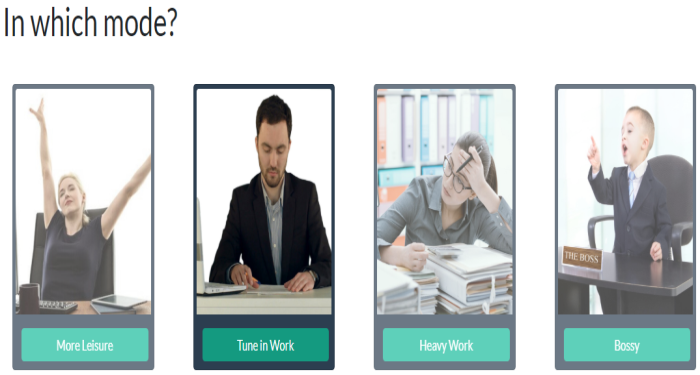 In which mode?
THE BOSS
More Leisure
Tune in Work
Heavy Work
Bossy